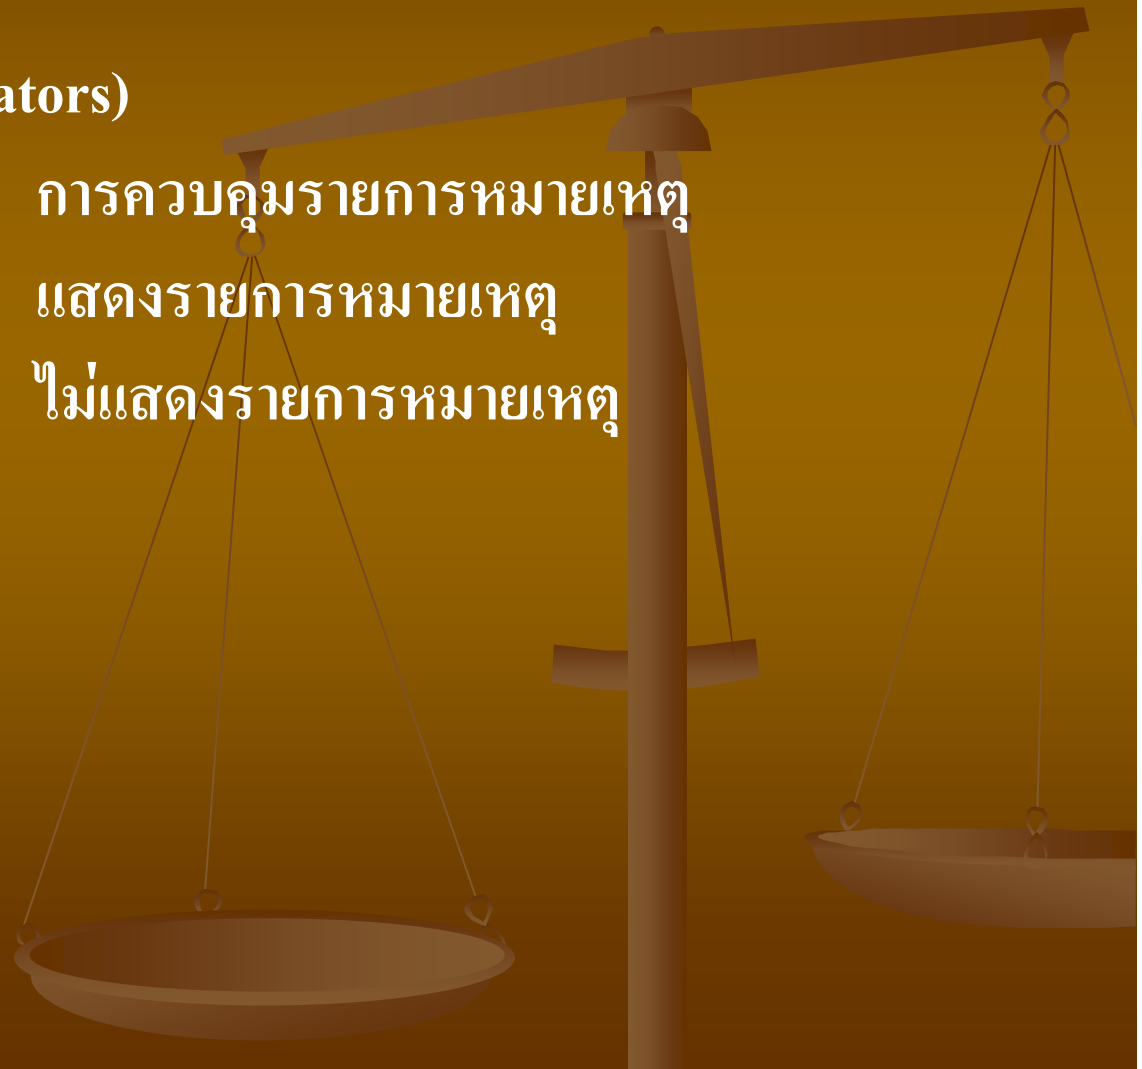 ators)
การควบคุมรายการหมายเหตุ
แสดงรายการหมายเหตุ
ไม่แสดงรายการหมายเหตุ